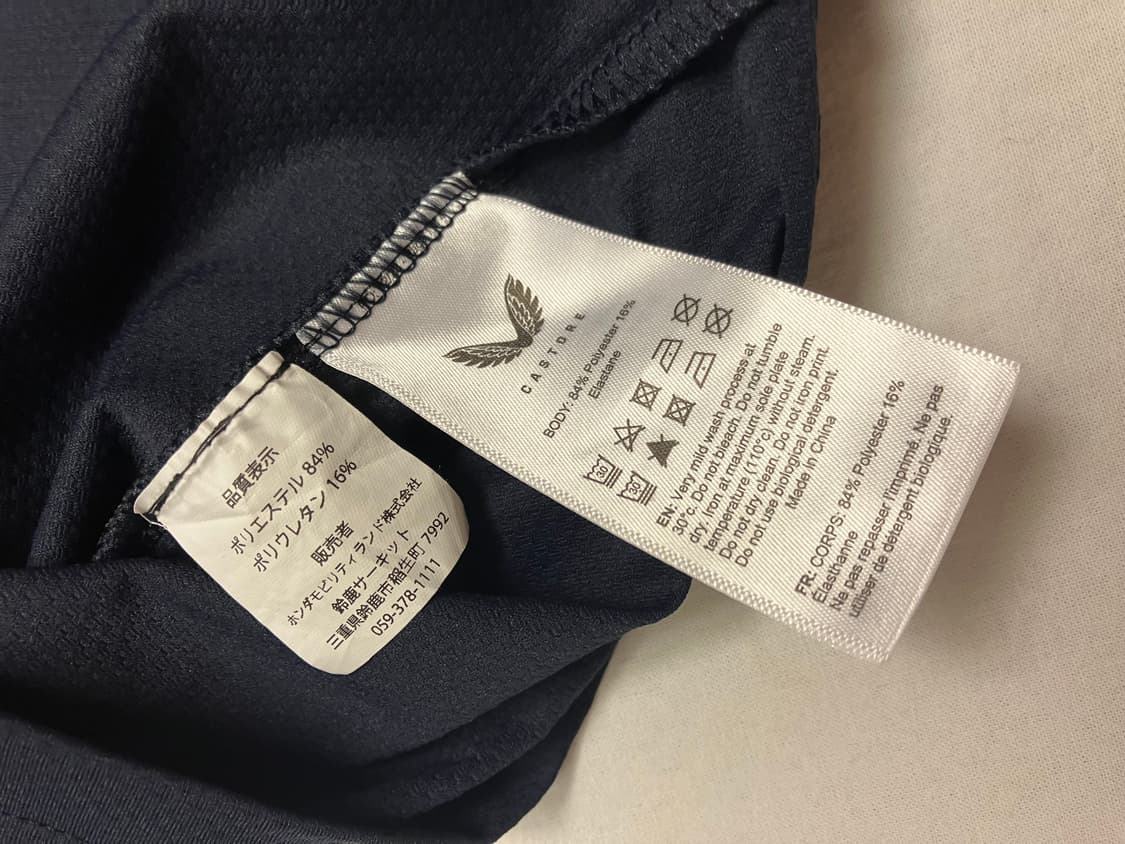 品質表示
ポリエステル 84%
ポリウレタン 16%
販売者
ホンダモビリティランド株式会社
鈴鹿サーキット
三重県鈴鹿市稲生町 7992
059-378-1111
CASTORE
BODY: 84% Polyester 16%
Elastane
30
30
EN: Very mild wash process at
30°c. Do not bleach. Do not tumble
dry. Iron at maximum sole plate
temperature (110°c) without steam.
Do not dry clean. Do not iron print.
Do not use biological detergent.
Made in China
FR: CORPS: 84% Polyester 16%
Élasthanne
Ne pas repasser l'imprimé. Ne pas
utiliser de détergent biologique.